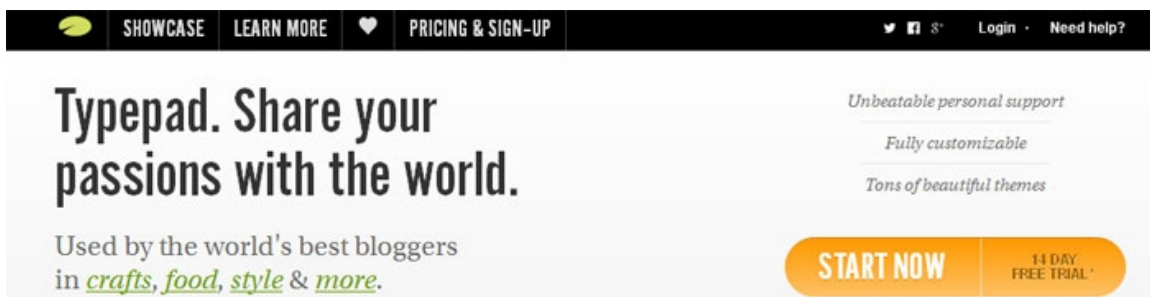 SHOWCASE LEARN MORE PRICING & SIGN-UP Login · Need help?
Typepad. Share your
passions with the world.
Used by the world's best bloggers
in crafts, food, style & more.
Unbeatable personal support
Fully customizable
Tons of beautiful themes
START NOW
14 DAY
FREE TRIAL*